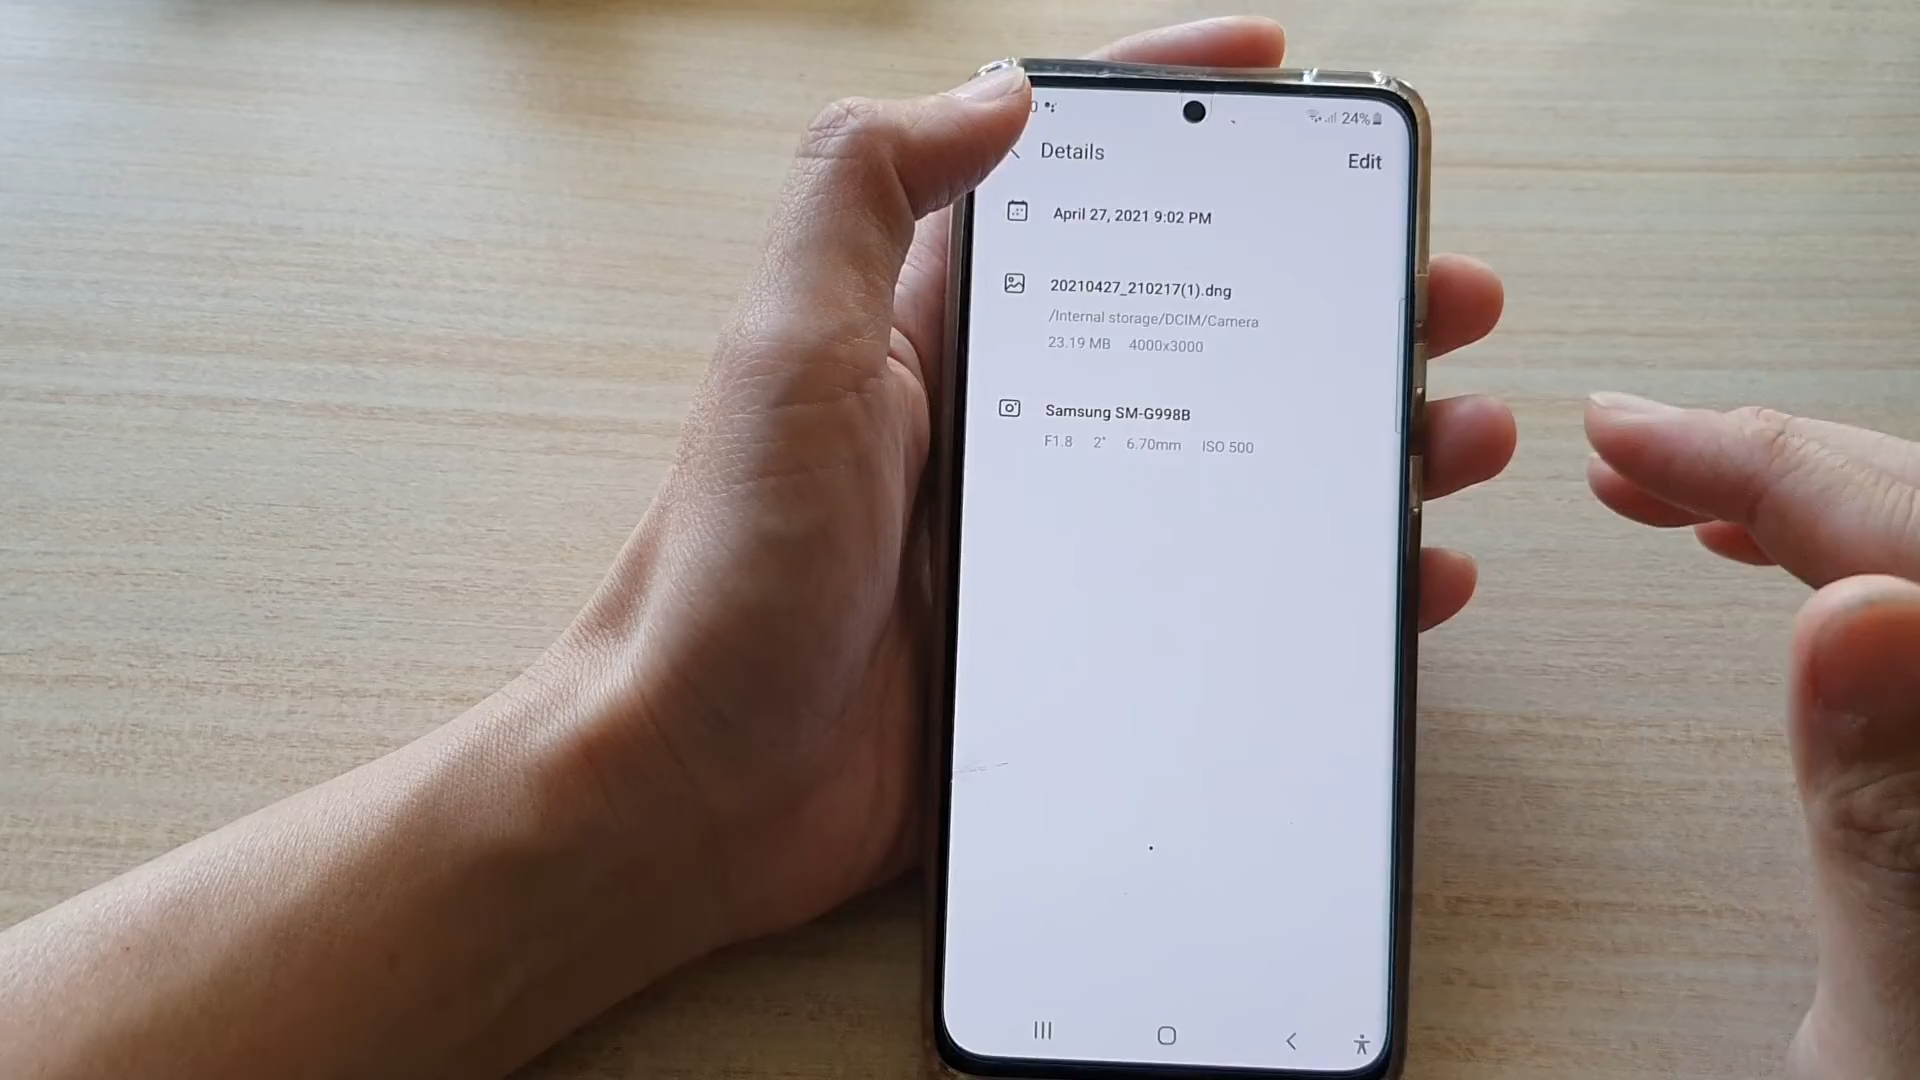 24%
Details
Edit
April 27, 2021 9:02 PM
20210427_210217(1).dng
/Internal storage/DCIM/Camera
23.19 MB 4000x3000
Samsung SM-G998B
F1.8 2" 6.70mm ISO 500